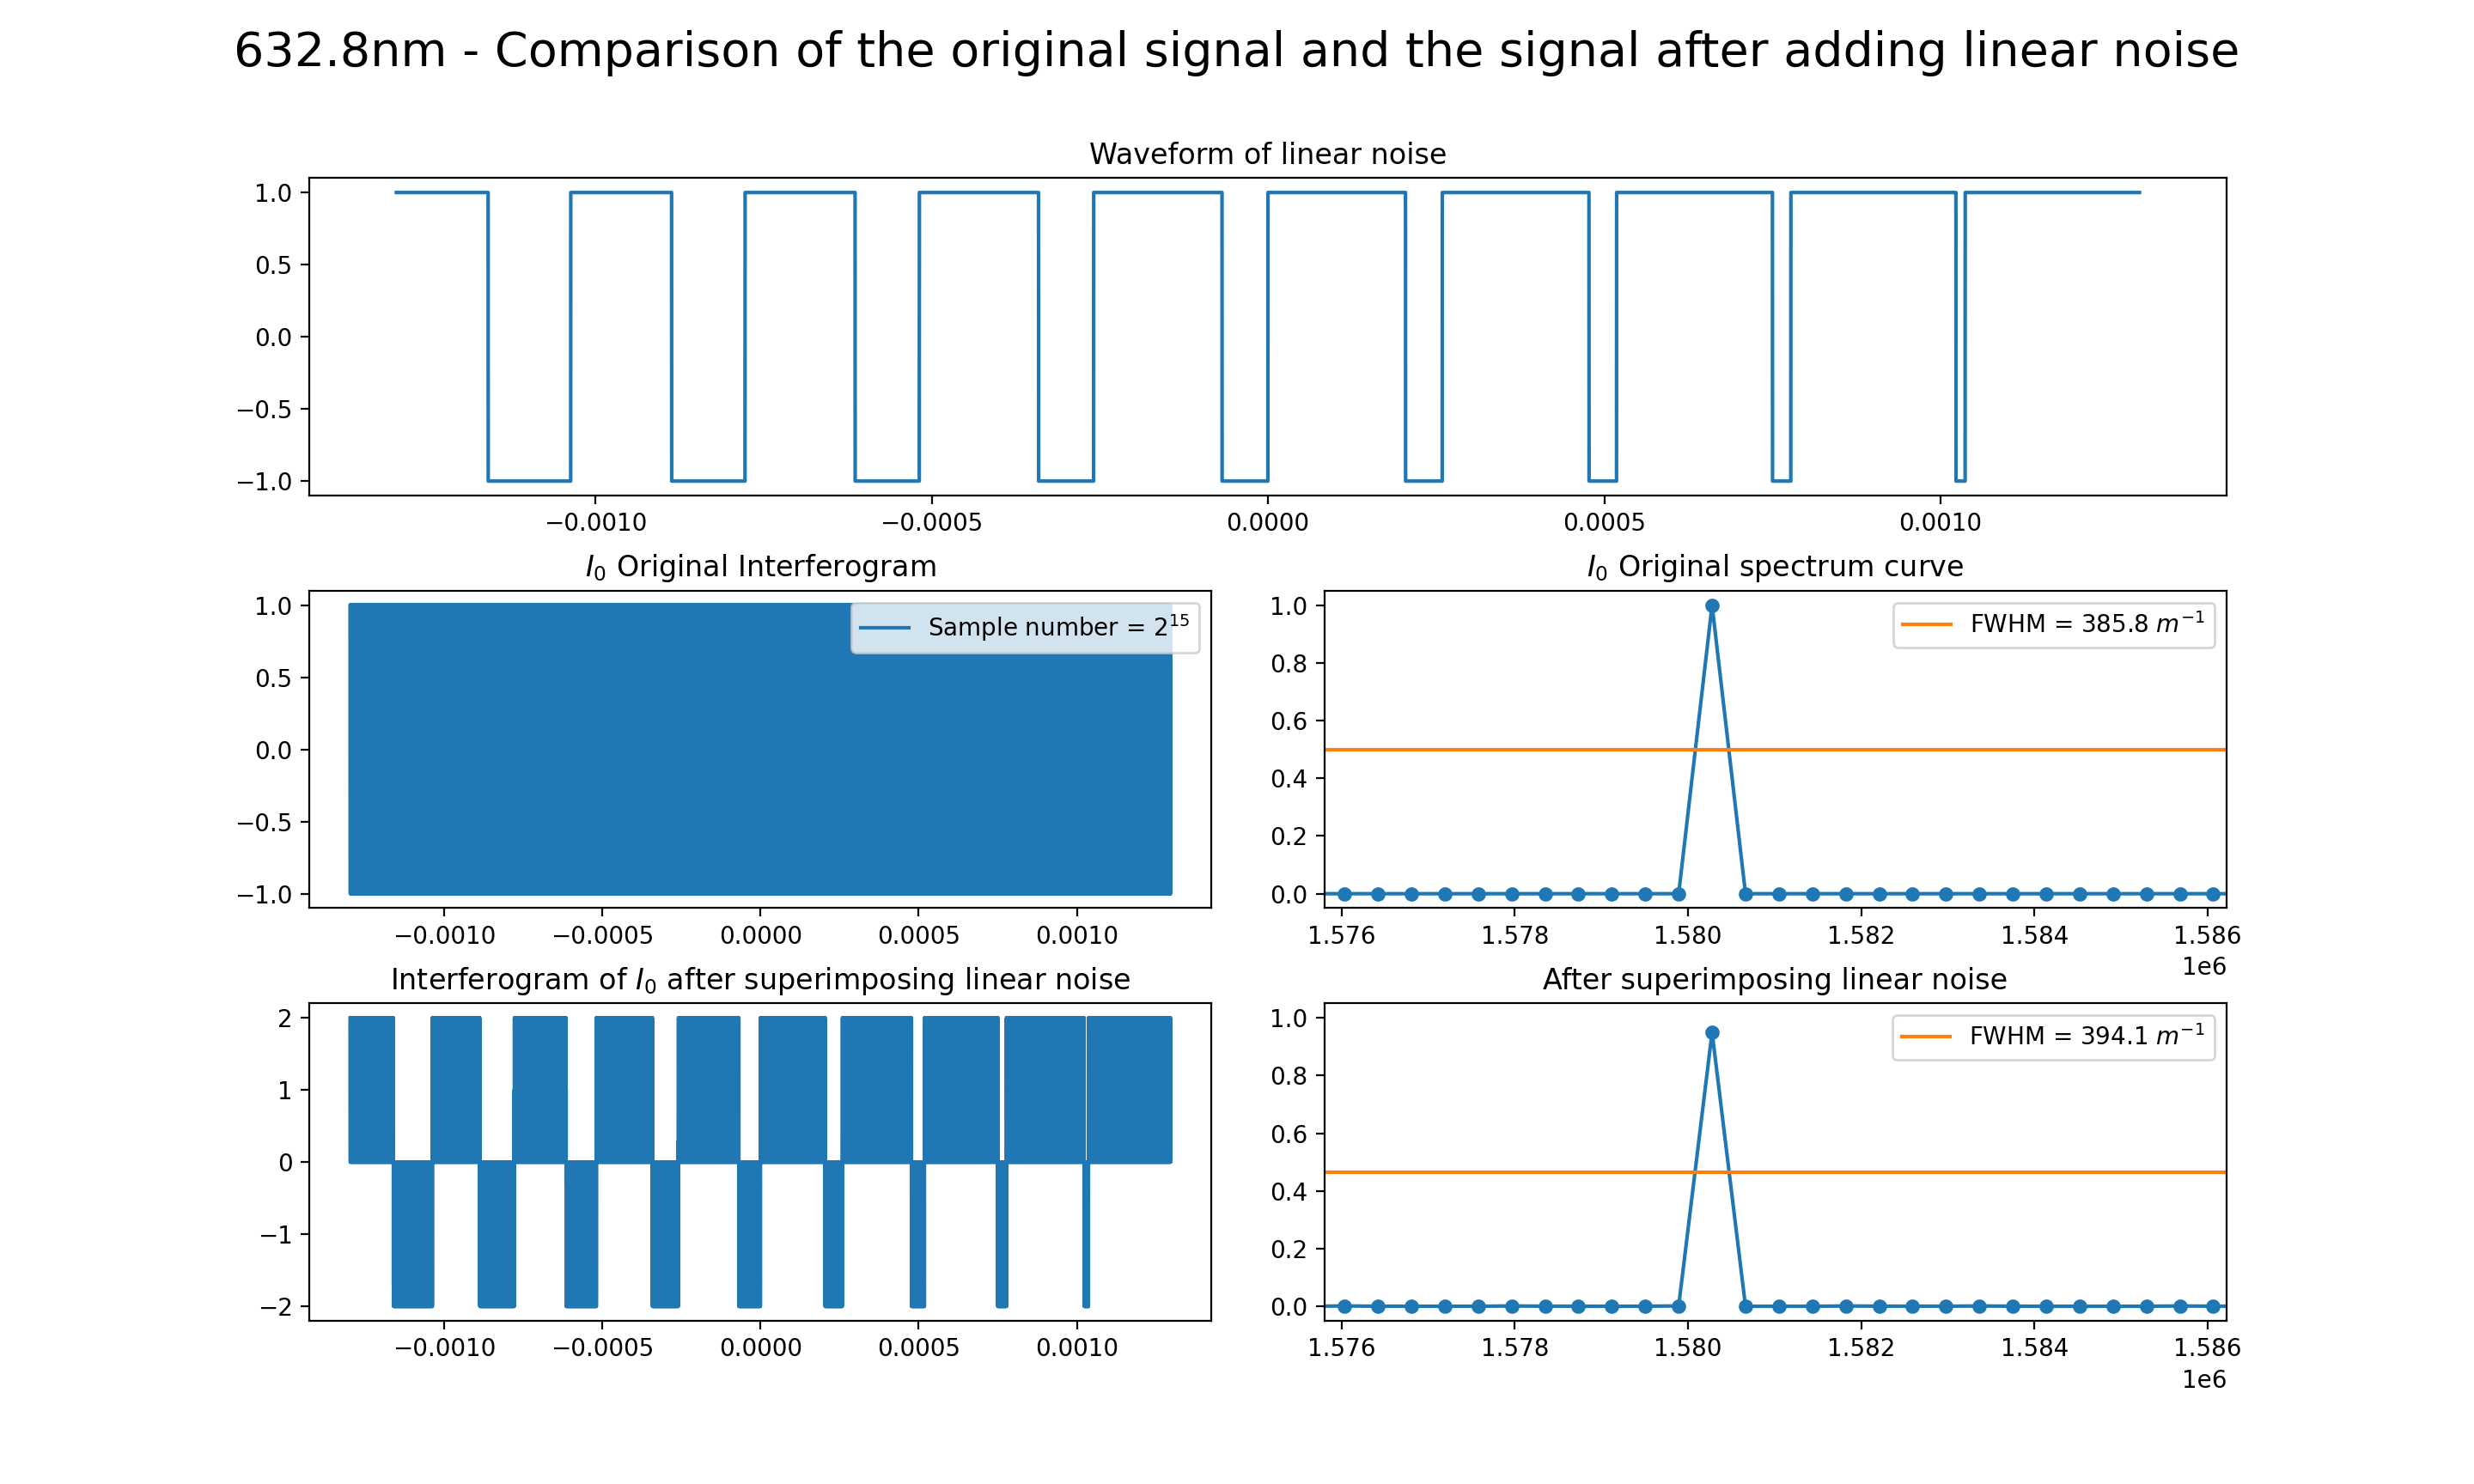 632.8nm - Comparison of the original signal and the signal after adding linear noise
Waveform of linear noise
1.0
0.5
0.0
−0.5
−1.0
−0.0010 −0.0005 0.0000 0.0005 0.0010
I₀ Original Interferogram
1.0
0.5
0.0
−0.5
−1.0
Sample number = 2¹⁵
−0.0010 −0.0005 0.0000 0.0005 0.0010
I₀ Original spectrum curve
1.0
0.8
0.6
0.4
0.2
0.0
FWHM = 385.8 m⁻¹
1.576 1.578 1.580 1.582 1.584 1.586
1e6
Interferogram of I₀ after superimposing linear noise
2
1
0
−1
−2
−0.0010 −0.0005 0.0000 0.0005 0.0010
After superimposing linear noise
1.0
0.8
0.6
0.4
0.2
0.0
FWHM = 394.1 m⁻¹
1.576 1.578 1.580 1.582 1.584 1.586
1e6